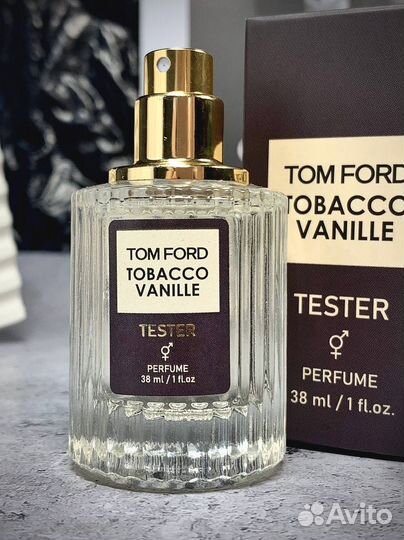 TOM FORD
TOBACCO
VANILLE
TESTER
PERFUME
38 ml / 1 fl.oz
TOM FORD
TOBACCO
VANILLE
TESTER
PERFUME
38 ml / 1 fl.oz.
Avito